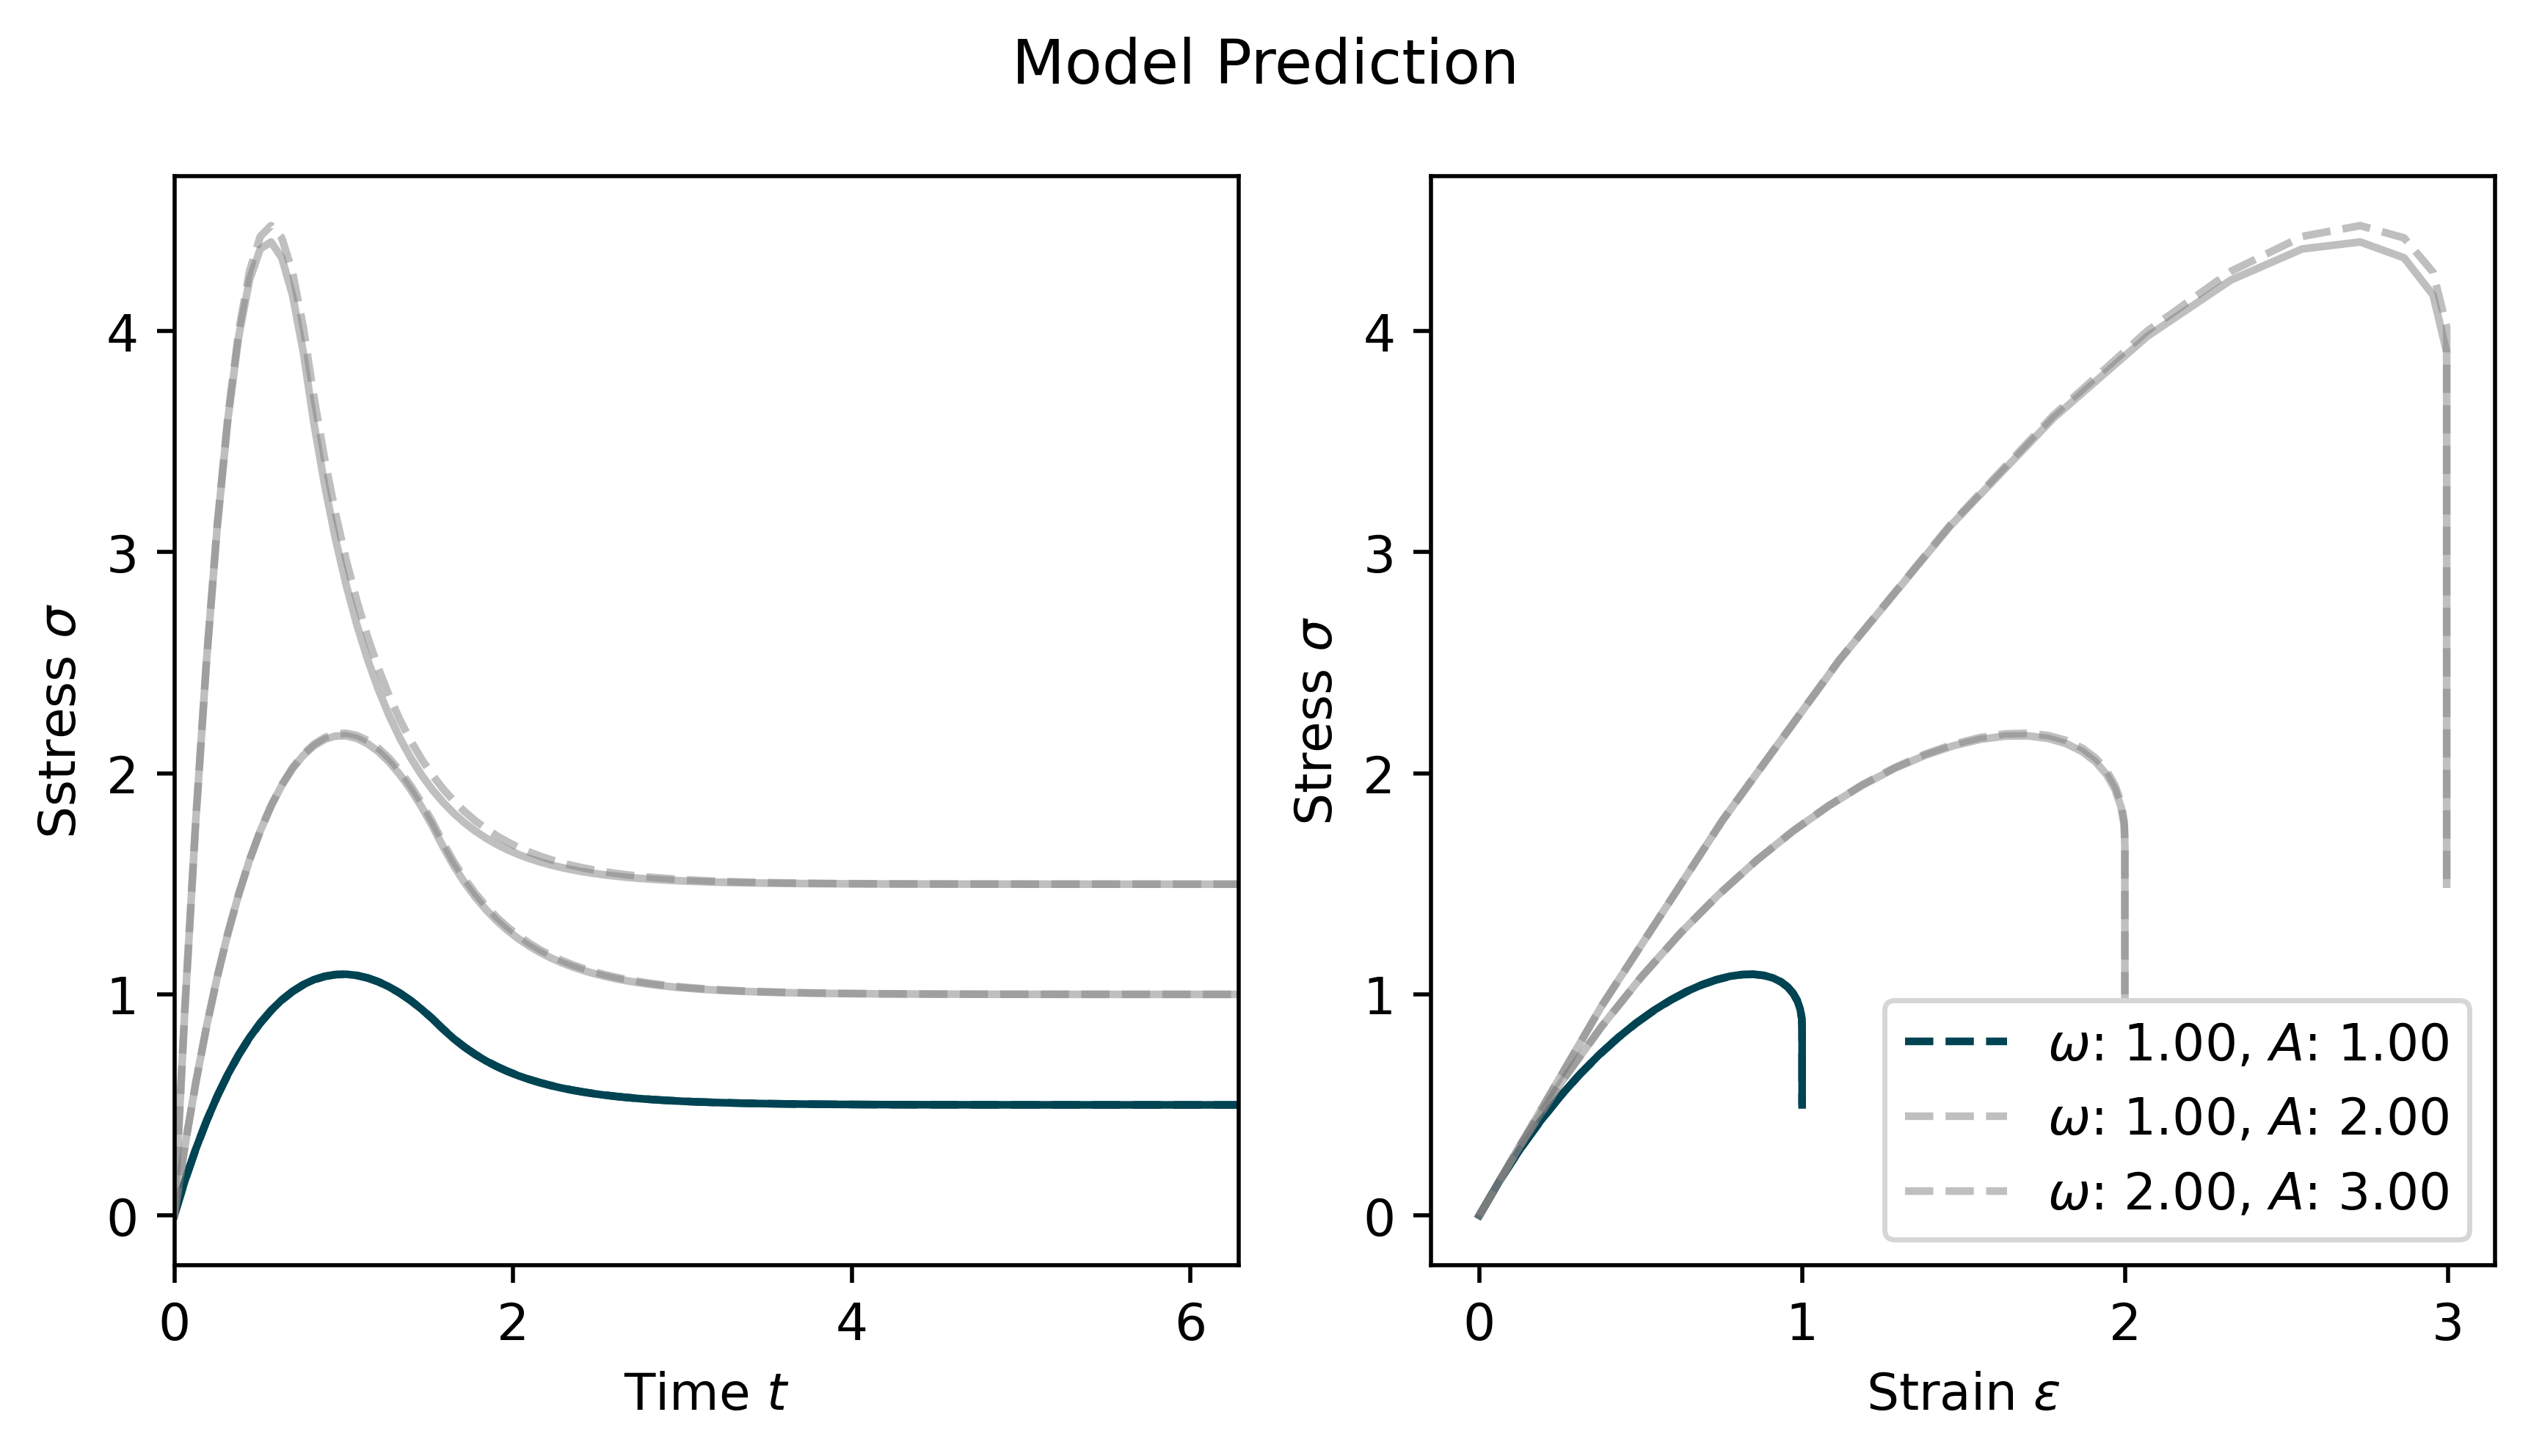 Model Prediction
Sstress σ
4
3
2
1
0
0 2 4 6
Time t
Stress σ
4
3
2
1
0
0 1 2 3
Strain ε
ω: 1.00, A: 1.00
ω: 1.00, A: 2.00
ω: 2.00, A: 3.00